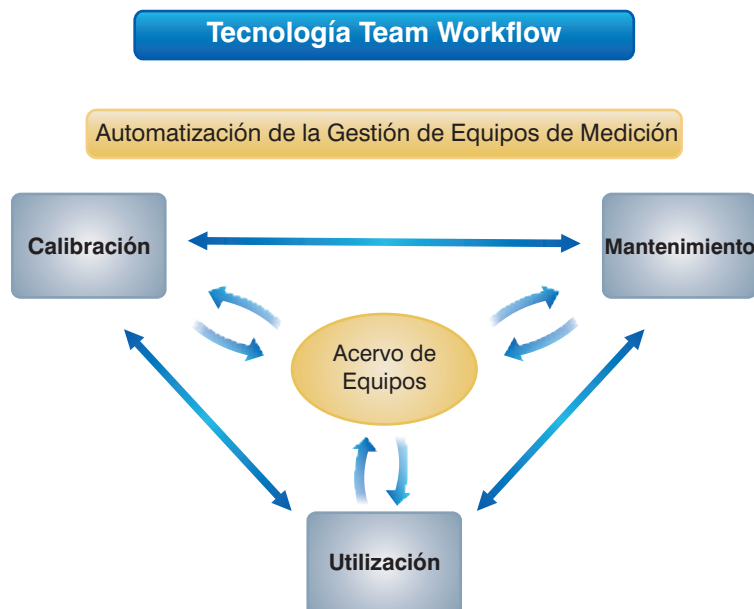 Tecnología Team Workflow
Automatización de la Gestión de Equipos de Medición
Calibración
Mantenimiento
Acervo de
Equipos
Utilización